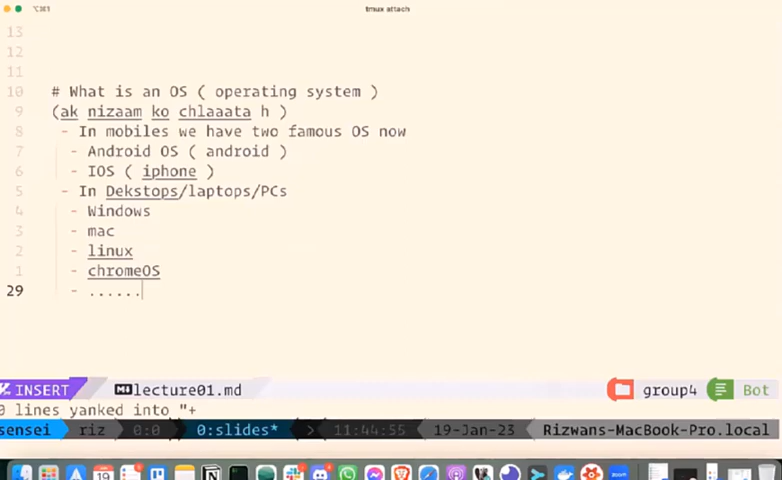 ⌥⌘1 tmux attach
13
12
11
10 # What is an OS ( operating system )
9 (ak nizaam ko chlaaata h )
8 - In mobiles we have two famous OS now
7 - Android OS ( android )
6 - IOS ( iphone )
5 - In Dekstops/laptops/PCs
4 - Windows
3 - mac
2 - linux
1 - chromeOS
29 - ......
INSERT lecture01.md group4 Bot
0 lines yanked into "+
sensei riz 0:0 0:slides* > 11:44:55 19-Jan-23 Rizwans-MacBook-Pro.local
19 zoom